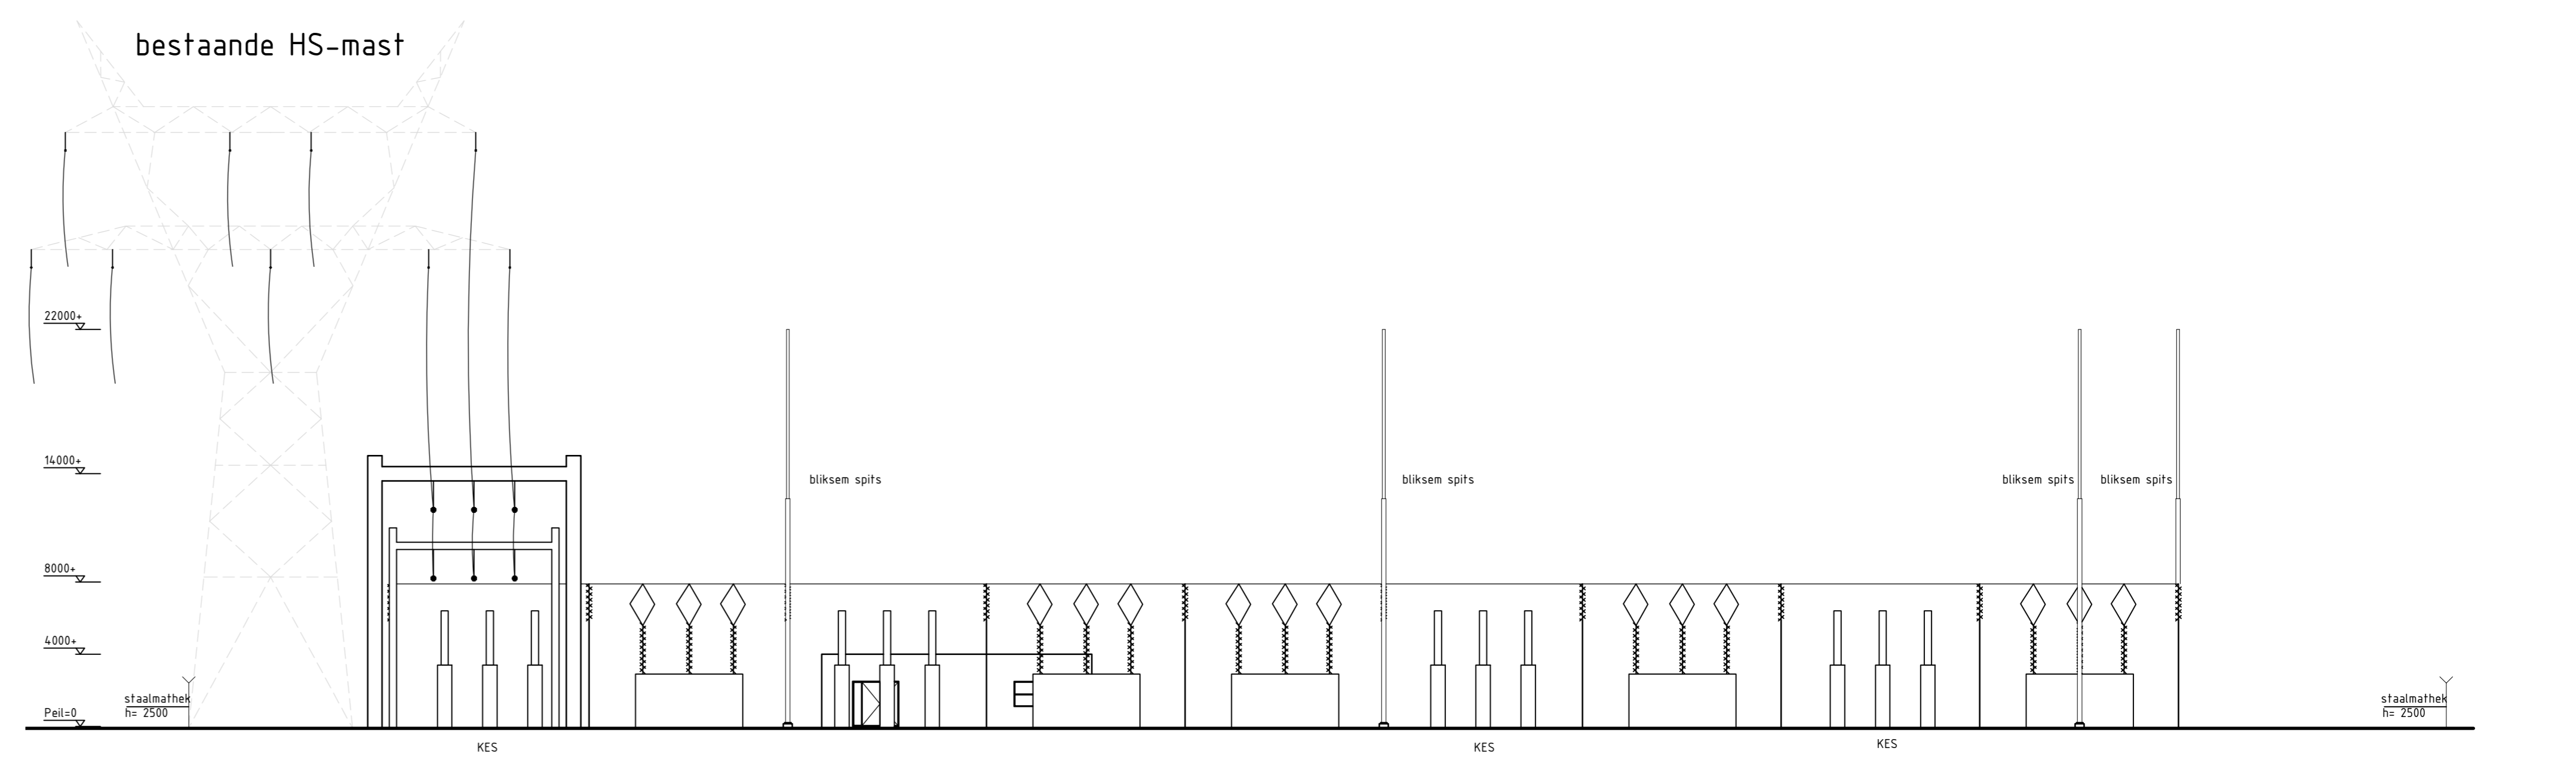 bestaande HS-mast
22000+
14000+
bliksem spits
bliksem spits
bliksem spits
bliksem spits
8000+
4000+
staalmathek
h= 2500
Peil=0
staalmathek
h= 2500
KES
KES
KES